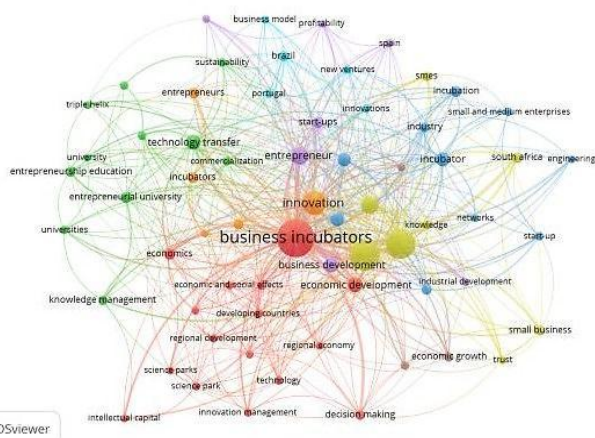 business model
profitability
spain
sustainability
brazil
new ventures
smes
entrepreneurs
portugal
incubation
triple helix
innovations
small and medium enterprises
start-ups
industry
technology transfer
university
commercialization
entrepreneur
incubator
south africa
engineering
entrepreneurship education
incubators
entrepreneurial university
innovation
networks
knowledge
universities
business incubators
start-up
economics
business development
economic and social effects
economic development
industrial development
knowledge management
developing countries
small business
regional development
regional economy
economic growth
trust
science parks
technology
science park
intellectual capital
innovation management
decision making
OSviewer